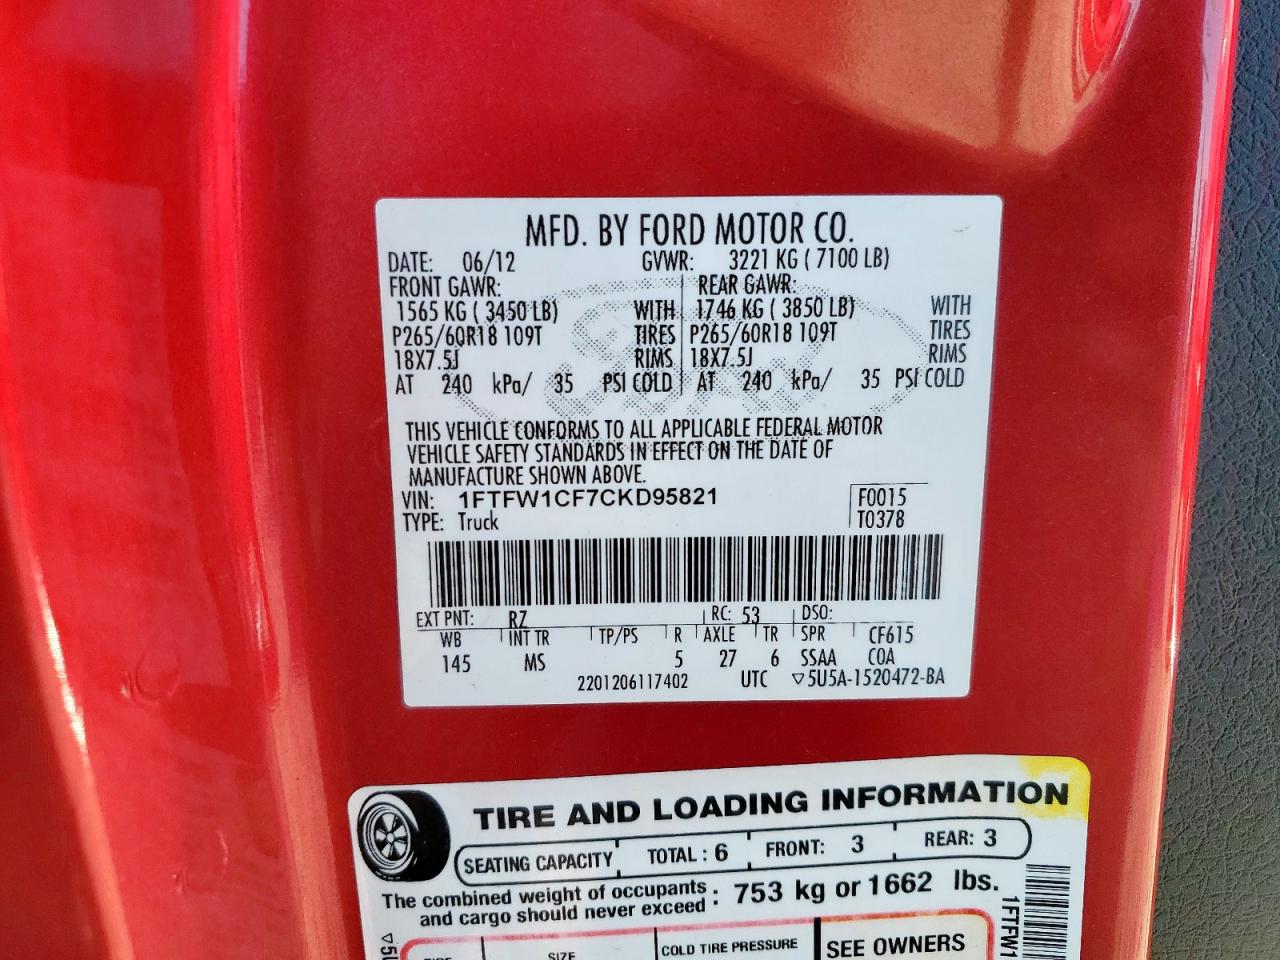 MFD. BY FORD MOTOR CO.
DATE: 06/12 GVWR: 3221 KG ( 7100 LB)
FRONT GAWR: REAR GAWR:
1565 KG ( 3450 LB) WITH 1746 KG ( 3850 LB) WITH
P265/60R18 109T TIRES P265/60R18 109T TIRES
18X7.5J RIMS 18X7.5J RIMS
AT 240 kPa/ 35 PSI COLD AT 240 kPa/ 35 PSI COLD
THIS VEHICLE CONFORMS TO ALL APPLICABLE FEDERAL MOTOR
VEHICLE SAFETY STANDARDS IN EFFECT ON THE DATE OF
MANUFACTURE SHOWN ABOVE.
VIN: 1FTFW1CF7CKD95821 F0015
TYPE: Truck T0378
EXT PNT: RZ RC: 53 DSO:
WB INT TR TP/PS R AXLE TR SPR CF615
145 MS 5 27 6 SSAA COA
2201206117402 UTC ▽5U5A-1520472-BA
TIRE AND LOADING INFORMATION
SEATING CAPACITY TOTAL : 6 FRONT: 3 REAR: 3
The combined weight of occupants : 753 kg or 1662 lbs.
and cargo should never exceed
COLD TIRE PRESSURE SEE OWNERS
SIZE
1FTFW1